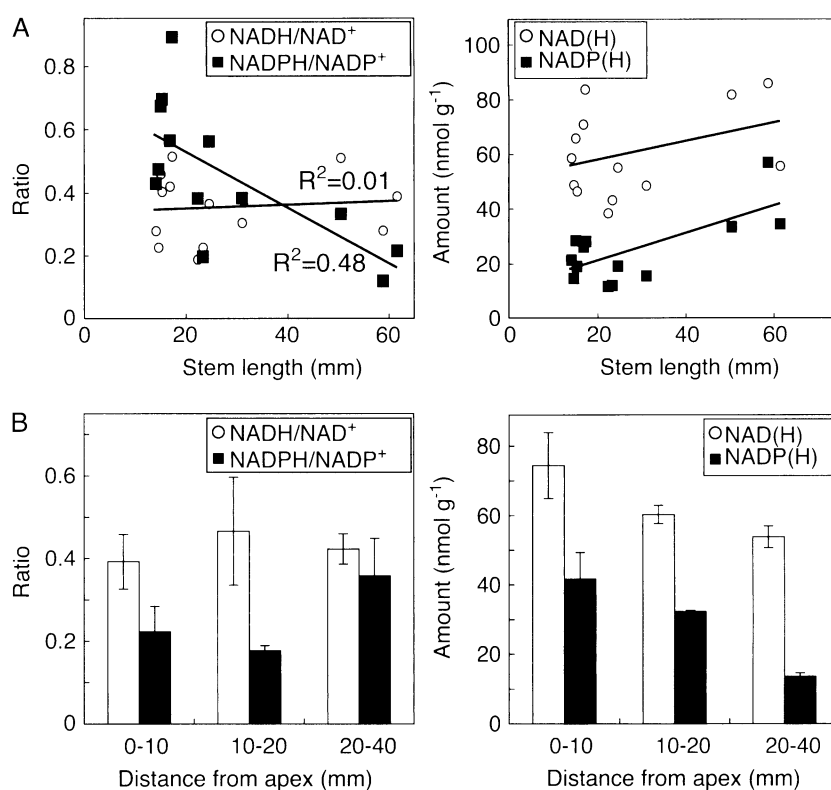 A
NADH/NAD⁺
NADPH/NADP⁺
0.8
0.6
0.4
0.2
0
Ratio
R²=0.01
R²=0.48
0 20 40 60
Stem length (mm)
NAD(H)
NADP(H)
100
80
60
40
20
0
Amount (nmol g⁻¹)
0 20 40 60
Stem length (mm)
B
NADH/NAD⁺
NADPH/NADP⁺
0.6
0.4
0.2
0
Ratio
0-10 10-20 20-40
Distance from apex (mm)
NAD(H)
NADP(H)
80
60
40
20
0
Amount (nmol g⁻¹)
0-10 10-20 20-40
Distance from apex (mm)